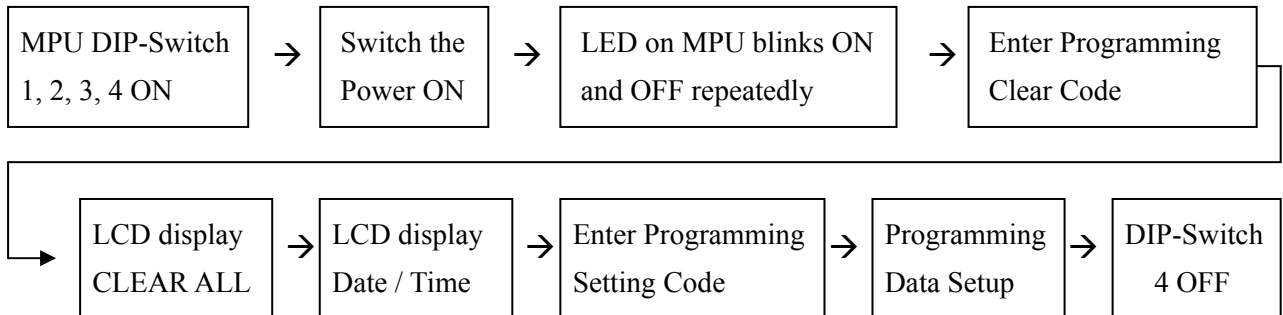 MPU DIP-Switch
1, 2, 3, 4 ON
→
Switch the
Power ON
→
LED on MPU blinks ON
and OFF repeatedly
→
Enter Programming
Clear Code
LCD display
CLEAR ALL
→
LCD display
Date / Time
→
Enter Programming
Setting Code
→
Programming
Data Setup
→
DIP-Switch
4 OFF